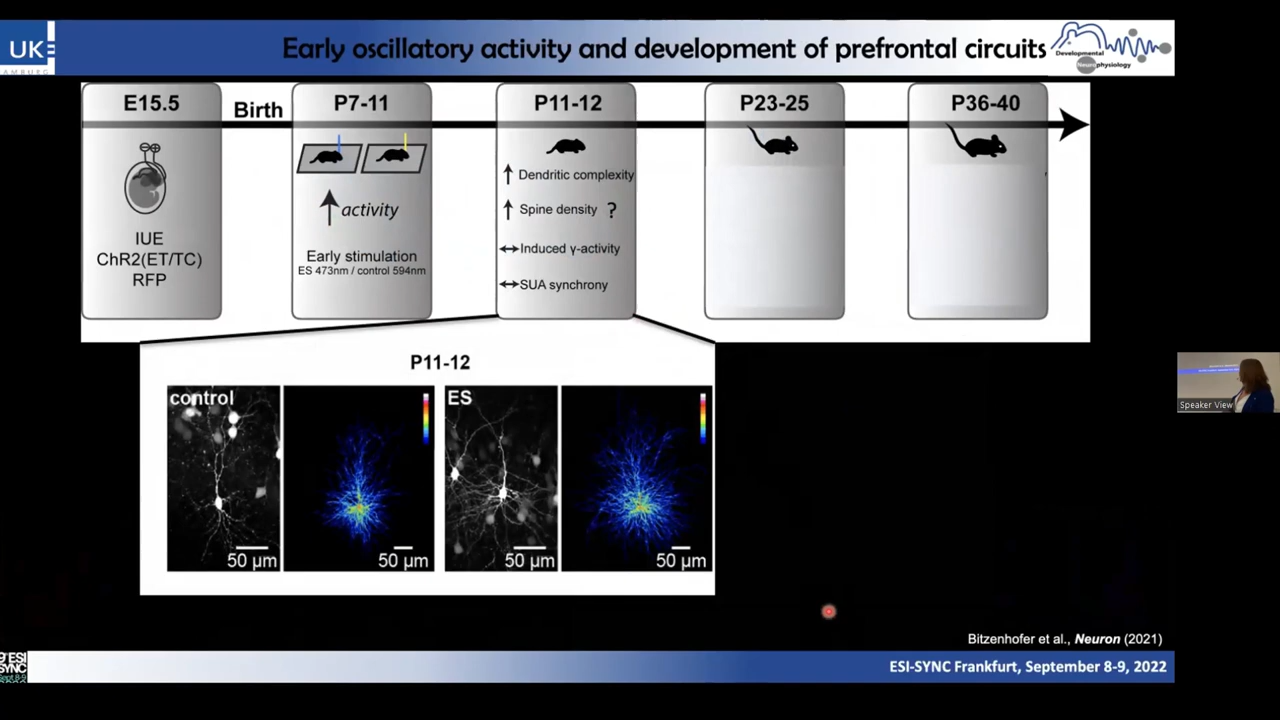 UKE
HAMBURG
Early oscillatory activity and development of prefrontal circuits
Developmental
Neurophysiology
E15.5
Birth
P7-11
P11-12
P23-25
P36-40
IUE
ChR2(ET/TC)
RFP
activity
Early stimulation
ES 473nm / control 594nm
↑ Dendritic complexity
↑ Spine density ?
↔ Induced γ-activity
↔ SUA synchrony
P11-12
control
50 µm
50 µm
ES
50 µm
50 µm
Speaker View
Bitzenhofer et al., Neuron (2021)
ESI
SYNC
ESI-SYNC Frankfurt, September 8-9, 2022